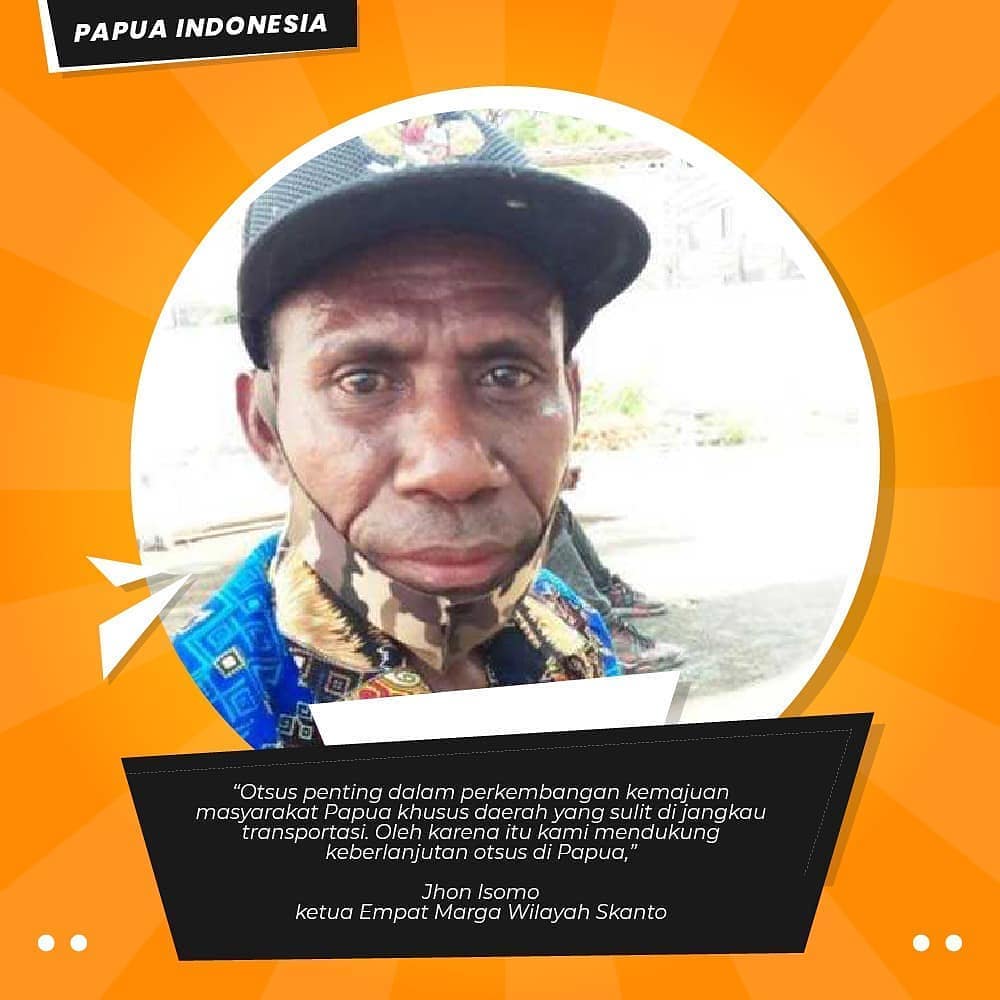 PAPUA INDONESIA
“Otsus penting dalam perkembangan kemajuan
masyarakat Papua khusus daerah yang sulit di jangkau
transportasi. Oleh karena itu kami mendukung
keberlanjutan otsus di Papua,”
Jhon Isomo
ketua Empat Marga Wilayah Skanto